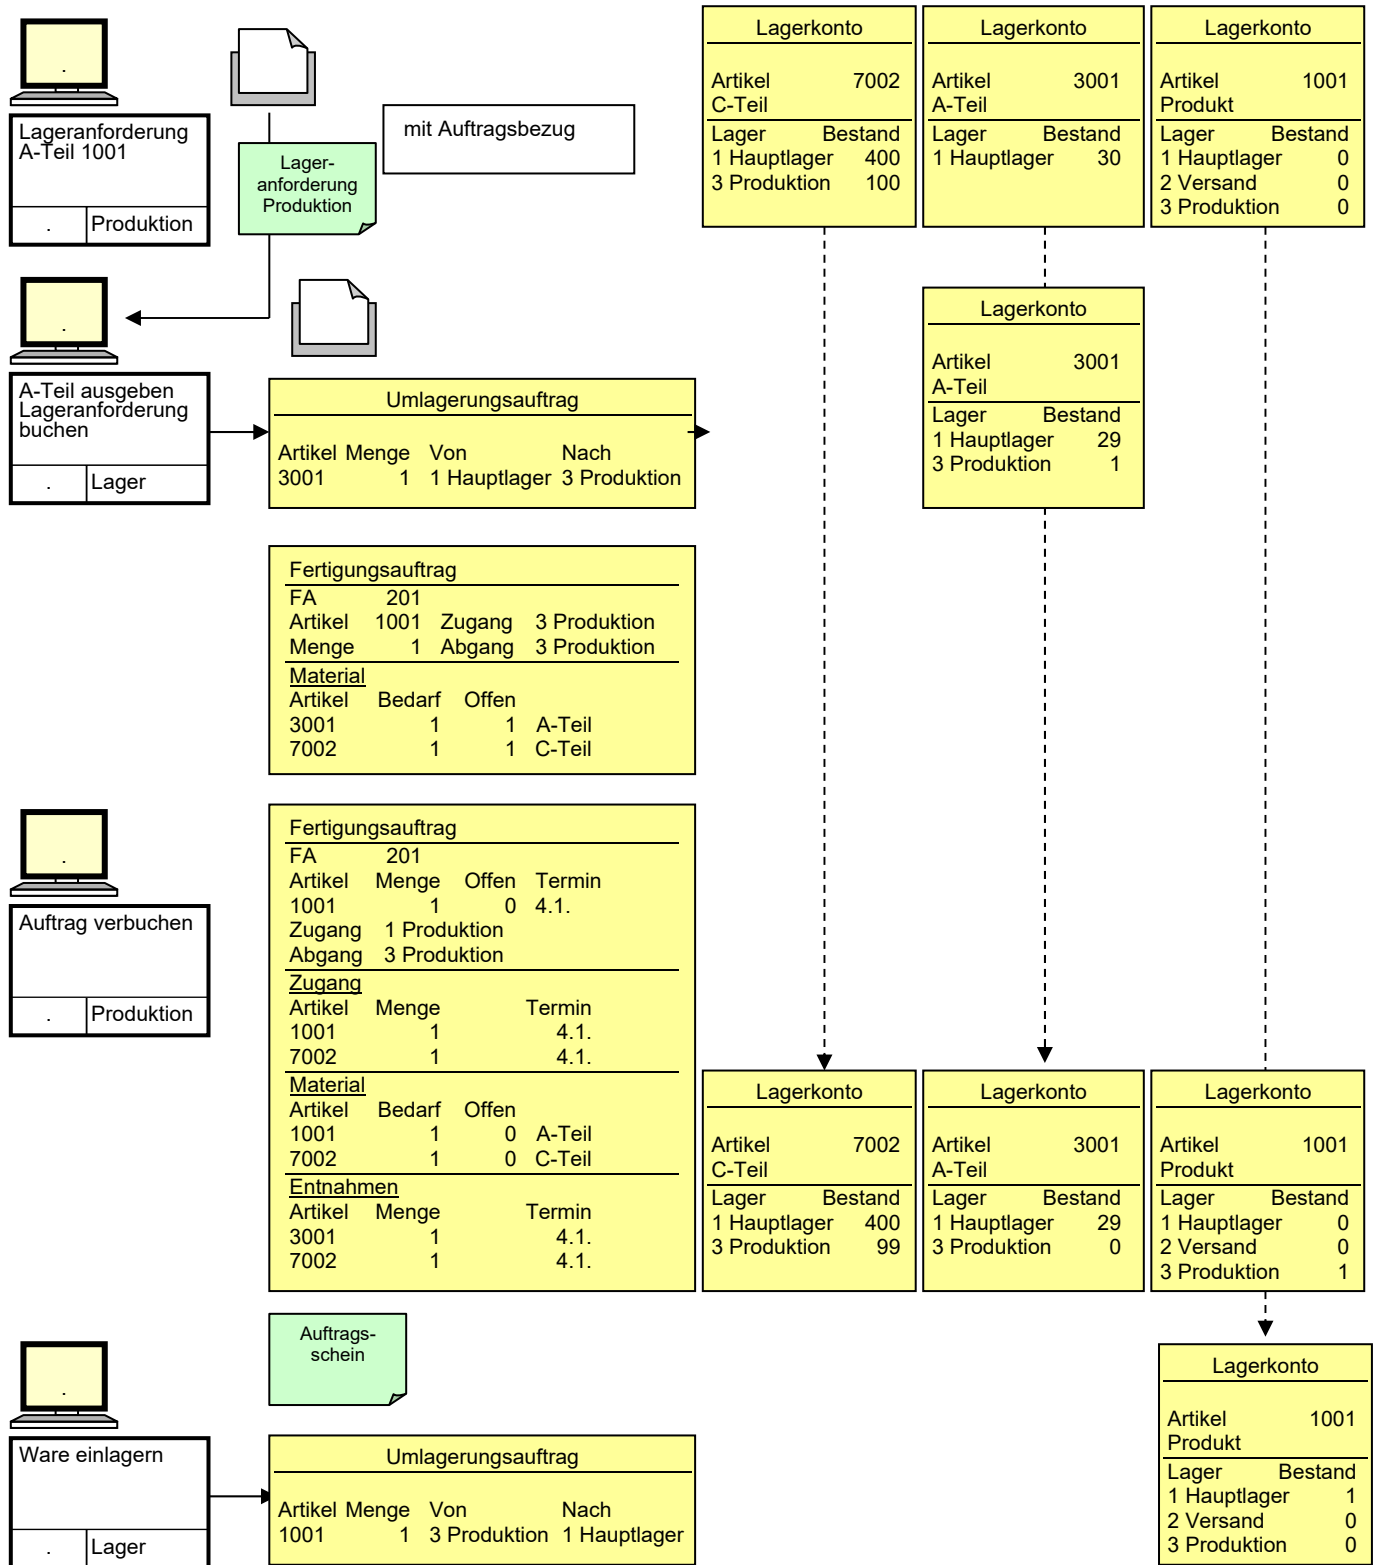 Lageranforderung
A-Teil 1001
. Produktion
Lager-
anforderung
Produktion
mit Auftragsbezug
Lagerkonto
Artikel 7002
C-Teil
Lager Bestand
1 Hauptlager 400
3 Produktion 100
Lagerkonto
Artikel 3001
A-Teil
Lager Bestand
1 Hauptlager 30
Lagerkonto
Artikel 1001
Produkt
Lager Bestand
1 Hauptlager 0
2 Versand 0
3 Produktion 0
A-Teil ausgeben
Lageranforderung
buchen
. Lager
Umlagerungsauftrag
Artikel Menge Von Nach
3001 1 1 Hauptlager 3 Produktion
Lagerkonto
Artikel 3001
A-Teil
Lager Bestand
1 Hauptlager 29
3 Produktion 1
Fertigungsauftrag
FA 201
Artikel 1001 Zugang 3 Produktion
Menge 1 Abgang 3 Produktion
Material
Artikel Bedarf Offen
3001 1 1 A-Teil
7002 1 1 C-Teil
Auftrag verbuchen
. Produktion
Fertigungsauftrag
FA 201
Artikel Menge Offen Termin
1001 1 0 4.1.
Zugang 1 Produktion
Abgang 3 Produktion
Zugang
Artikel Menge Termin
1001 1 4.1.
7002 1 4.1.
Material
Artikel Bedarf Offen
1001 1 0 A-Teil
7002 1 0 C-Teil
Entnahmen
Artikel Menge Termin
3001 1 4.1.
7002 1 4.1.
Lagerkonto
Artikel 7002
C-Teil
Lager Bestand
1 Hauptlager 400
3 Produktion 99
Lagerkonto
Artikel 3001
A-Teil
Lager Bestand
1 Hauptlager 29
3 Produktion 0
Lagerkonto
Artikel 1001
Produkt
Lager Bestand
1 Hauptlager 0
2 Versand 0
3 Produktion 1
Auftrags-
schein
Ware einlagern
. Lager
Umlagerungsauftrag
Artikel Menge Von Nach
1001 1 3 Produktion 1 Hauptlager
Lagerkonto
Artikel 1001
Produkt
Lager Bestand
1 Hauptlager 1
2 Versand 0
3 Produktion 0